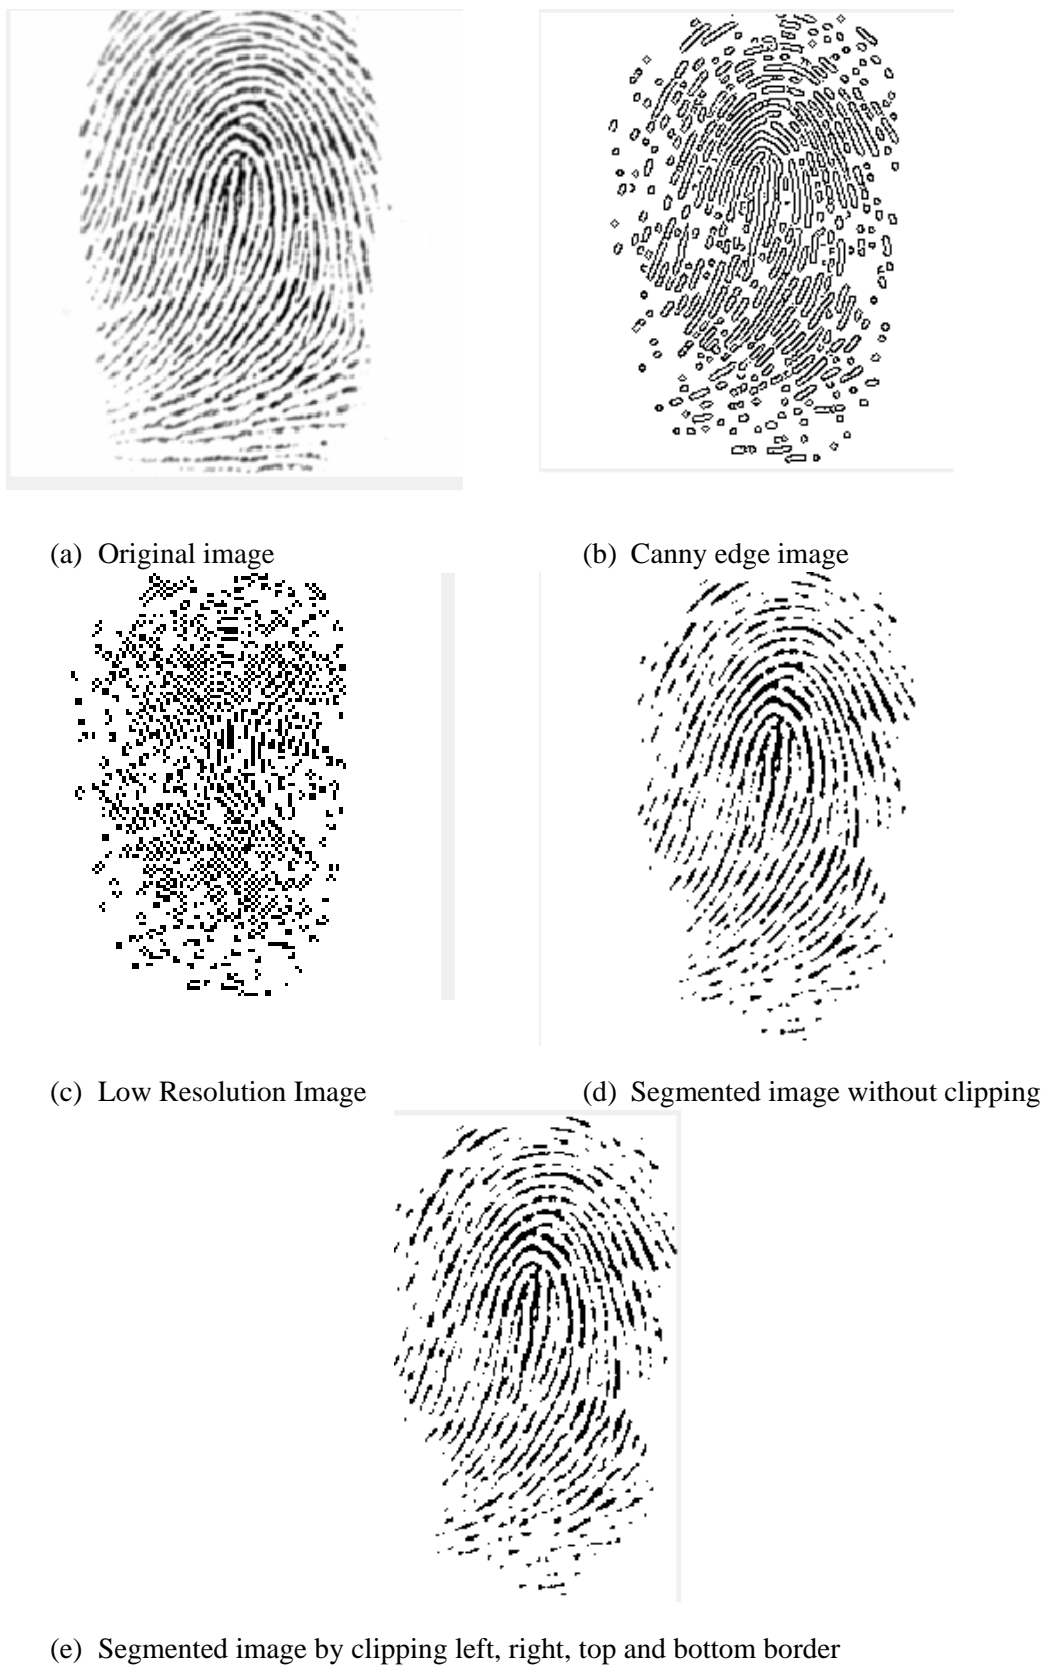 (a) Original image
(b) Canny edge image
(c) Low Resolution Image
(d) Segmented image without clipping
(e) Segmented image by clipping left, right, top and bottom border